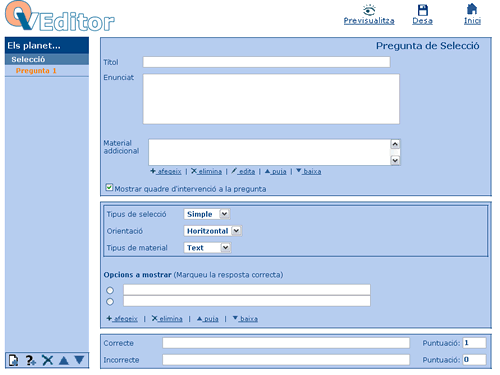 QVEditor
Previsualitza Desa Inici
Els planet...
Selecció
Pregunta 1
Pregunta de Selecció
Títol
Enunciat
Material
addicional
afegeix | elimina | edita | puja | baixa
Mostrar quadre d'intervenció a la pregunta
Tipus de selecció Simple
Orientació Horitzontal
Tipus de material Text
Opcions a mostrar (Marqueu la resposta correcta)
afegeix | elimina | puja | baixa
Correcte Puntuació: 1
Incorrecte Puntuació: 0